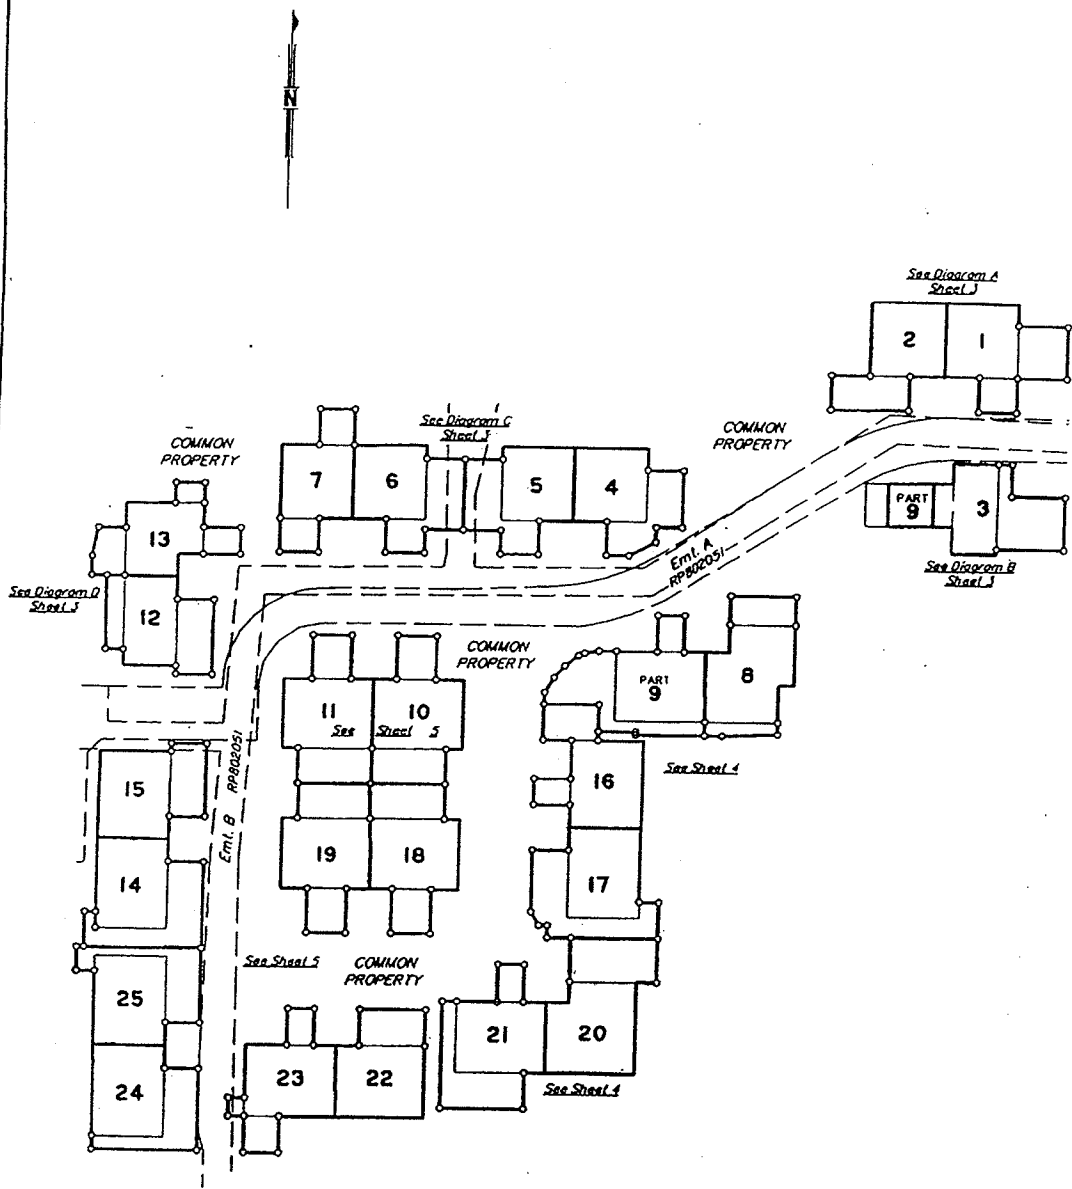 N
See Diagram A
Sheet 3
2
1
See Diagram C
Sheet 3
COMMON
PROPERTY
COMMON
PROPERTY
7
6
5
4
PART
9
3
13
Emt. A
RP802051
See Diagram B
Sheet 3
See Diagram D
Sheet 3
12
COMMON
PROPERTY
PART
9
8
11
10
See Sheet 5
See Sheet 4
RP802051
Emt. B
15
16
19
18
14
17
See Sheet 5
COMMON
PROPERTY
25
21
20
23
22
24
See Sheet 4